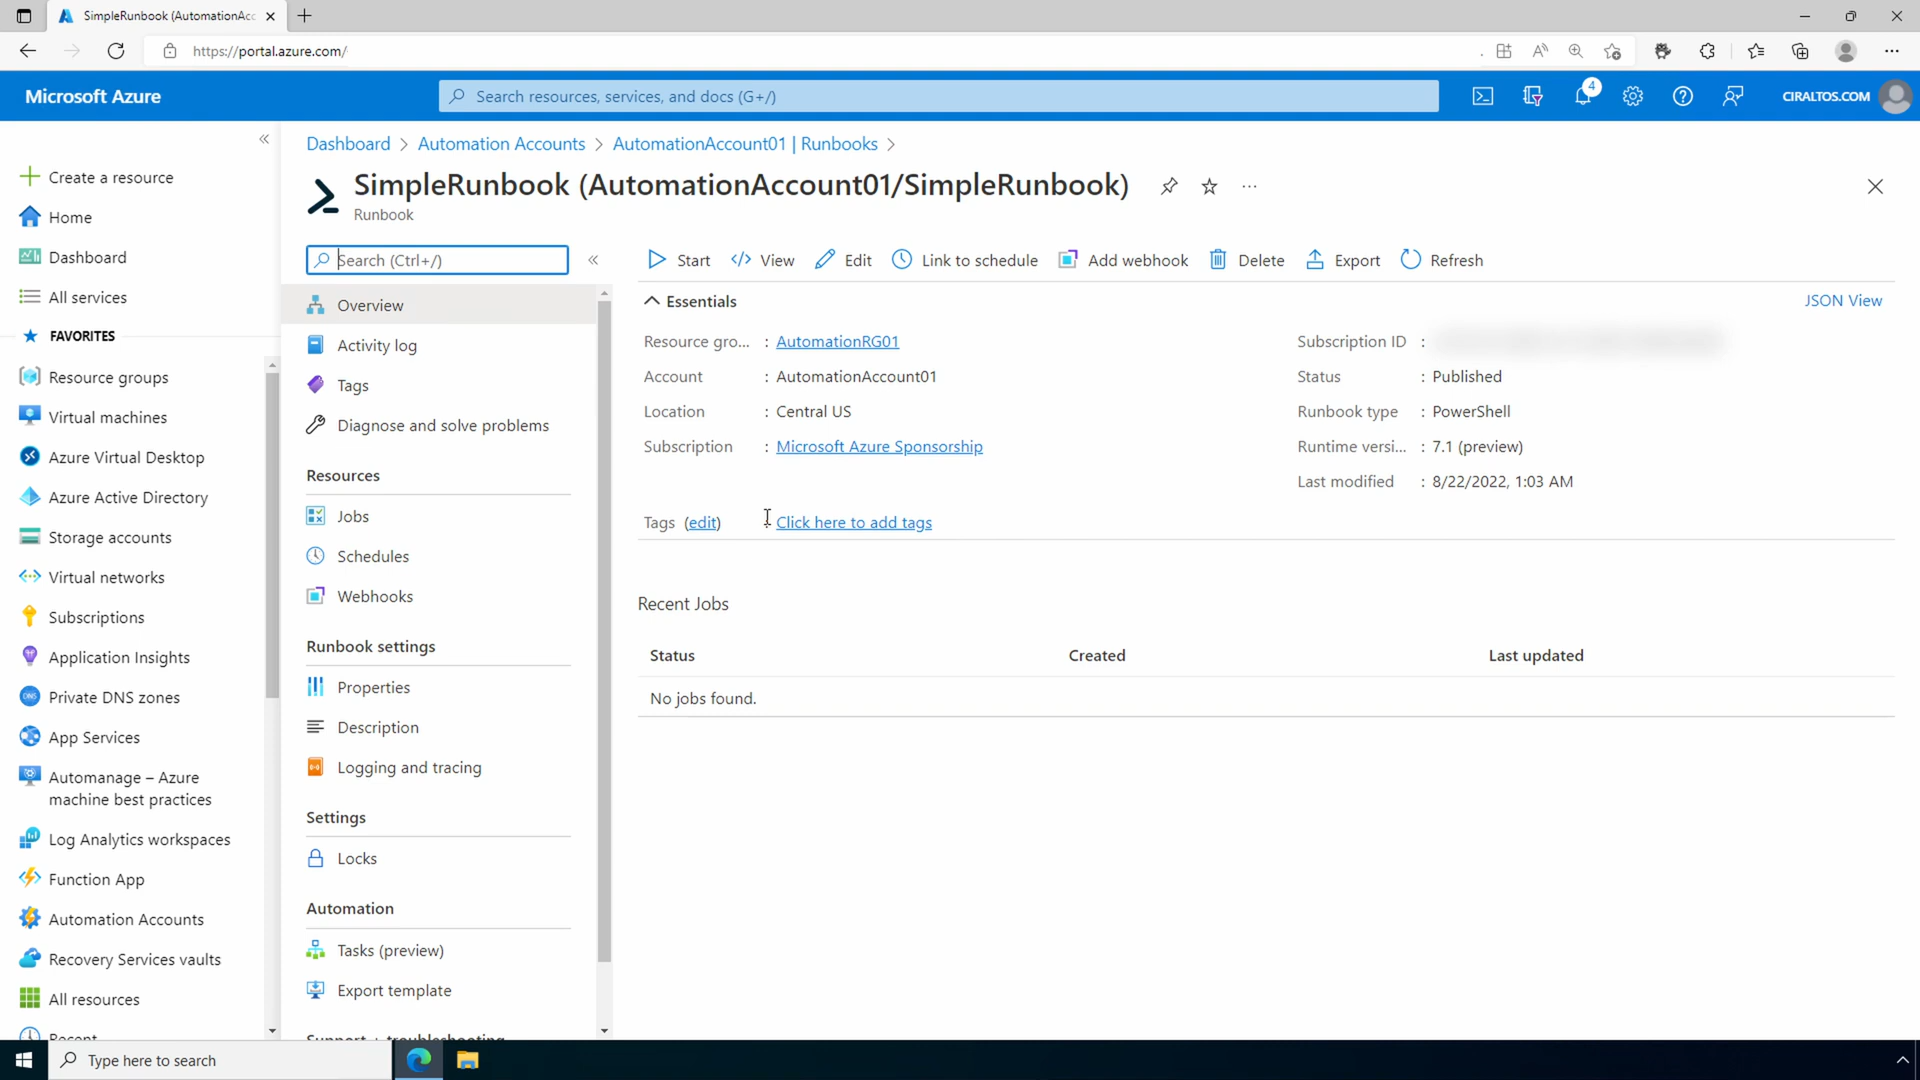 SimpleRunbook (AutomationAcc
https://portal.azure.com/
Microsoft Azure
Search resources, services, and docs (G+/)
4
CIRALTOS.COM
Dashboard > Automation Accounts > AutomationAccount01 | Runbooks >
SimpleRunbook (AutomationAccount01/SimpleRunbook)
Runbook
Create a resource
Home
Dashboard
All services
FAVORITES
Resource groups
Virtual machines
Azure Virtual Desktop
Azure Active Directory
Storage accounts
Virtual networks
Subscriptions
Application Insights
Private DNS zones
App Services
Automanage – Azure
machine best practices
Log Analytics workspaces
Function App
Automation Accounts
Recovery Services vaults
All resources
Recent
Search (Ctrl+/)
Overview
Activity log
Tags
Diagnose and solve problems
Resources
Jobs
Schedules
Webhooks
Runbook settings
Properties
Description
Logging and tracing
Settings
Locks
Automation
Tasks (preview)
Export template
Support + troubleshooting
Start
View
Edit
Link to schedule
Add webhook
Delete
Export
Refresh
Essentials
JSON View
Resource gro... : AutomationRG01
Account : AutomationAccount01
Location : Central US
Subscription : Microsoft Azure Sponsorship
Subscription ID :
Status : Published
Runbook type : PowerShell
Runtime versi... : 7.1 (preview)
Last modified : 8/22/2022, 1:03 AM
Tags (edit) Click here to add tags
Recent Jobs
Status Created Last updated
No jobs found.
Type here to search